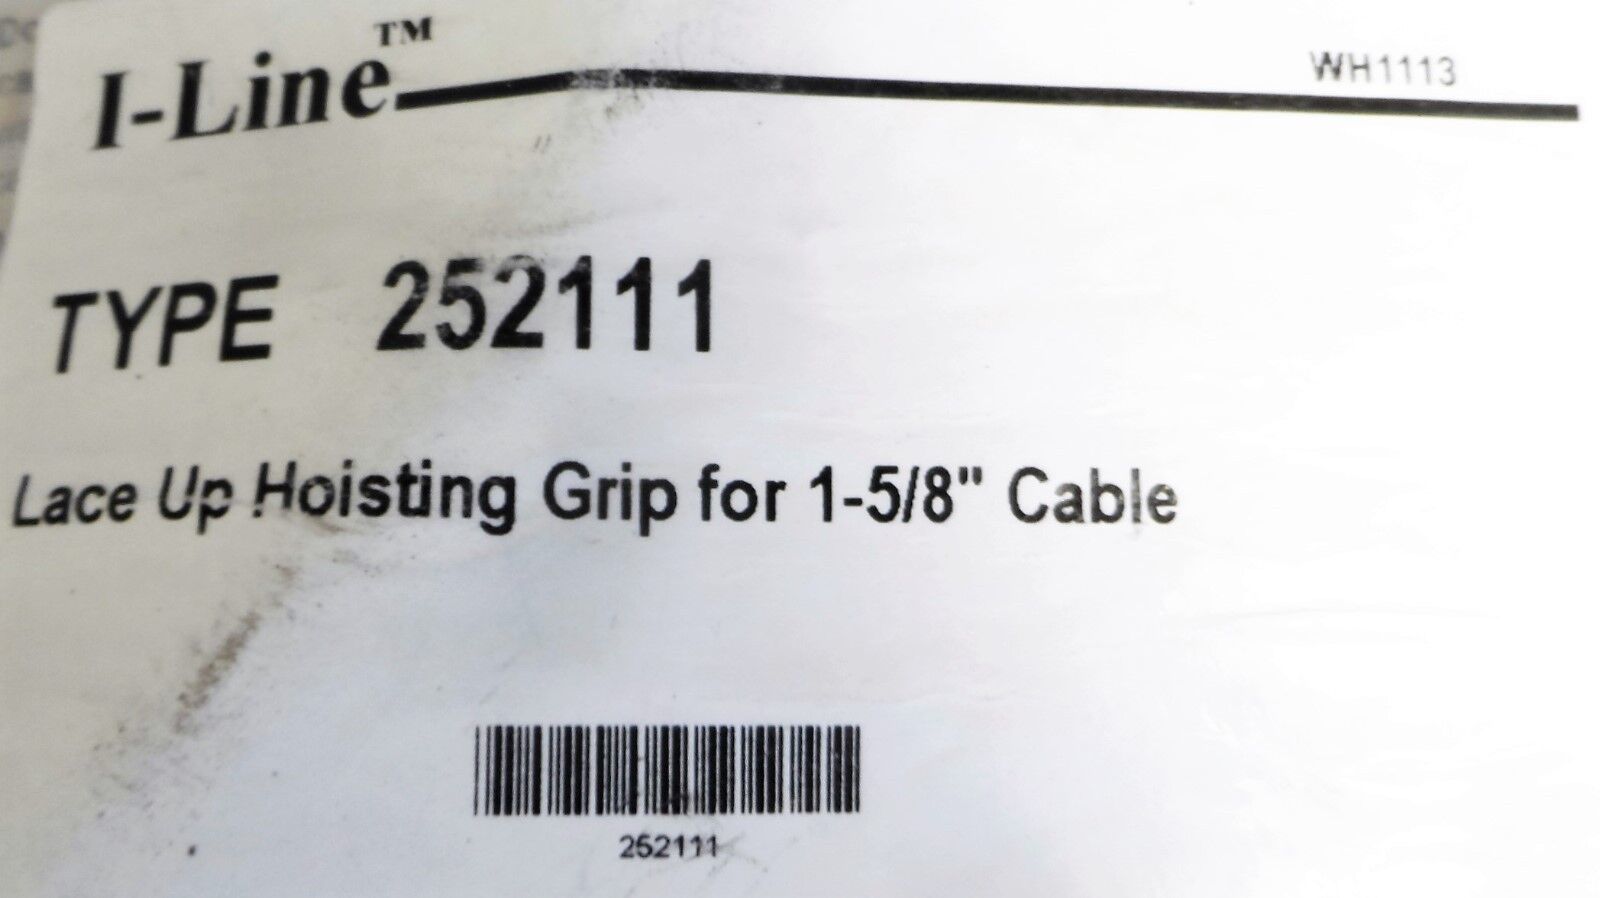 I-Line™
WH1113
TYPE 252111
Lace Up Hoisting Grip for 1-5/8" Cable
252111